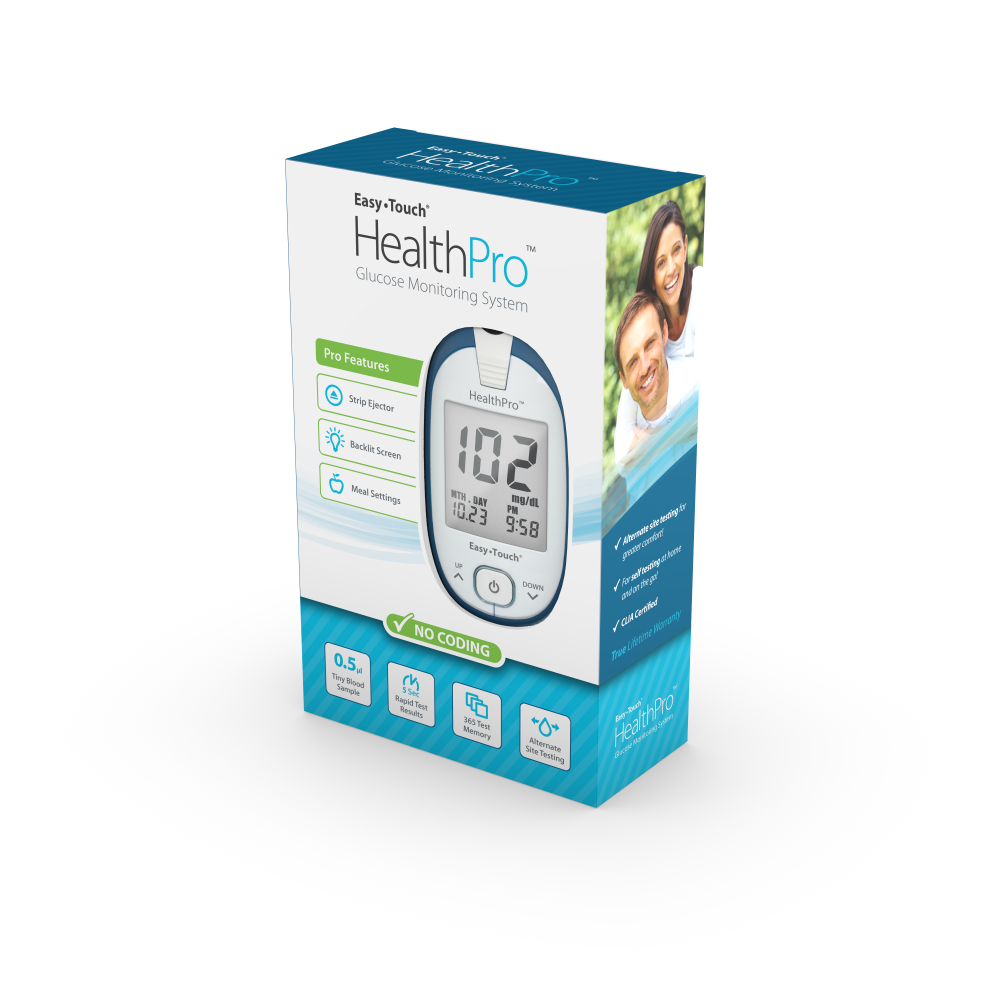 Easy•Touch®
HealthPro™
Glucose Monitoring System
Easy•Touch®
HealthPro™
Glucose Monitoring System
Pro Features
Strip Ejector
Backlit Screen
Meal Settings
HealthPro™
102
mg/dL
MTH . DAY
PM
10.23
9:58
Easy•Touch®
UP
DOWN
✓ NO CODING
0.5 µl
Tiny Blood
Sample
5 Sec
Rapid Test
Results
365 Test
Memory
Alternate
Site Testing
✓ Alternate site testing for
greater comfort!
✓ For self testing at home
and on the go!
✓ CLIA Certified
True Lifetime Warranty
Easy•Touch®
HealthPro™
Glucose Monitoring System